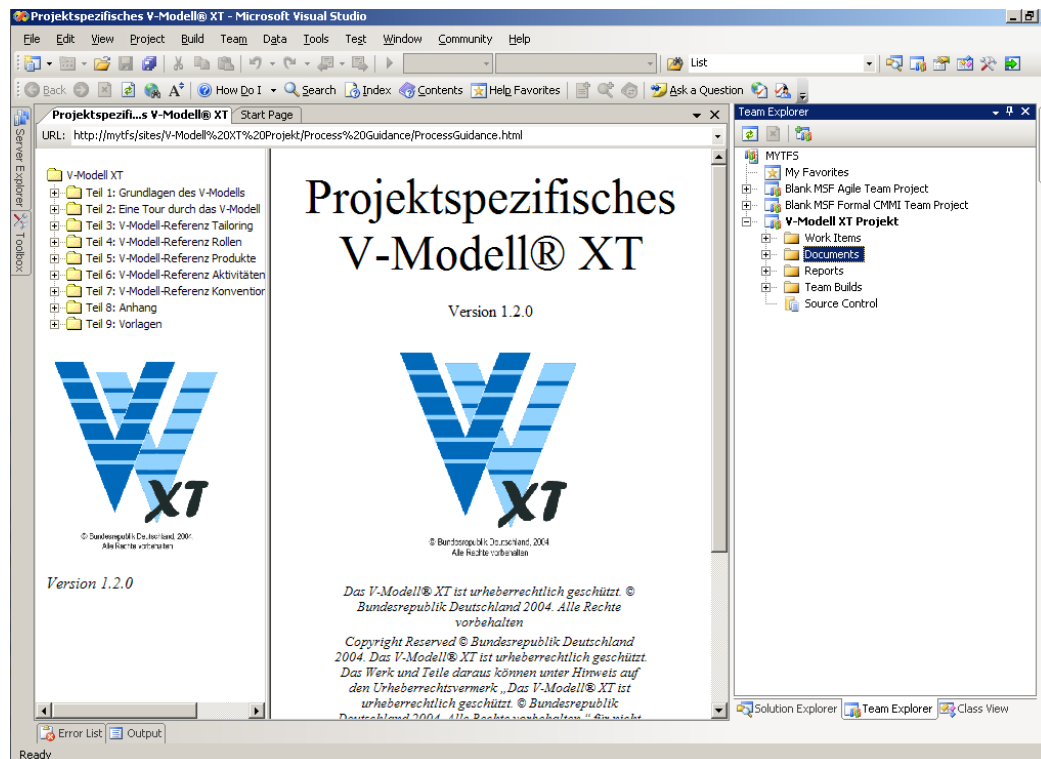 Projektspezifisches V-Modell® XT - Microsoft Visual Studio
File Edit View Project Build Team Data Tools Test Window Community Help
List
Back How Do I Search Index Contents Help Favorites Ask a Question
Projektspezifi...s V-Modell® XT Start Page
URL: http://mytfs/sites/V-Modell%20XT%20Projekt/Process%20Guidance/ProcessGuidance.html
Server Explorer
Toolbox
V-Modell XT
Teil 1: Grundlagen des V-Modells
Teil 2: Eine Tour durch das V-Modell
Teil 3: V-Modell-Referenz Tailoring
Teil 4: V-Modell-Referenz Rollen
Teil 5: V-Modell-Referenz Produkte
Teil 6: V-Modell-Referenz Aktivitäten
Teil 7: V-Modell-Referenz Konvention
Teil 8: Anhang
Teil 9: Vorlagen
XT
© Bundesrepublik Deutschland, 2004.
Alle Rechte vorbehalten
Version 1.2.0
Projektspezifisches
V-Modell® XT
Version 1.2.0
XT
© Bundesrepublik Deutschland, 2004.
Alle Rechte vorbehalten
Das V-Modell® XT ist urheberrechtlich geschützt. ©
Bundesrepublik Deutschland 2004. Alle Rechte
vorbehalten
Copyright Reserved © Bundesrepublik Deutschland
2004. Das V-Modell® XT ist urheberrechtlich geschützt.
Das Werk und Teile daraus können unter Hinweis auf
den Urheberrechtsvermerk „Das V-Modell® XT ist
urheberrechtlich geschützt. © Bundesrepublik
Deutschland 2004. Alle Rechte vorbehalten." für nicht
Team Explorer
MYTFS
My Favorites
Blank MSF Agile Team Project
Blank MSF Formal CMMI Team Project
V-Modell XT Projekt
Work Items
Documents
Reports
Team Builds
Source Control
Solution Explorer Team Explorer Class View
Error List Output
Ready